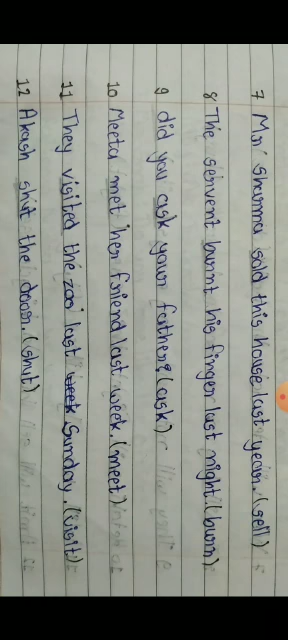 7 Mr. Sharma sold this house last year. (sell)
8 The servent burnt his finger last night (burn)
9 did you ask your father? (ask)
10 Meeta met her friend last week. (meet)
11 They visited the zoo last week Sunday. (visit)
12 Akash shut the door. (shut)